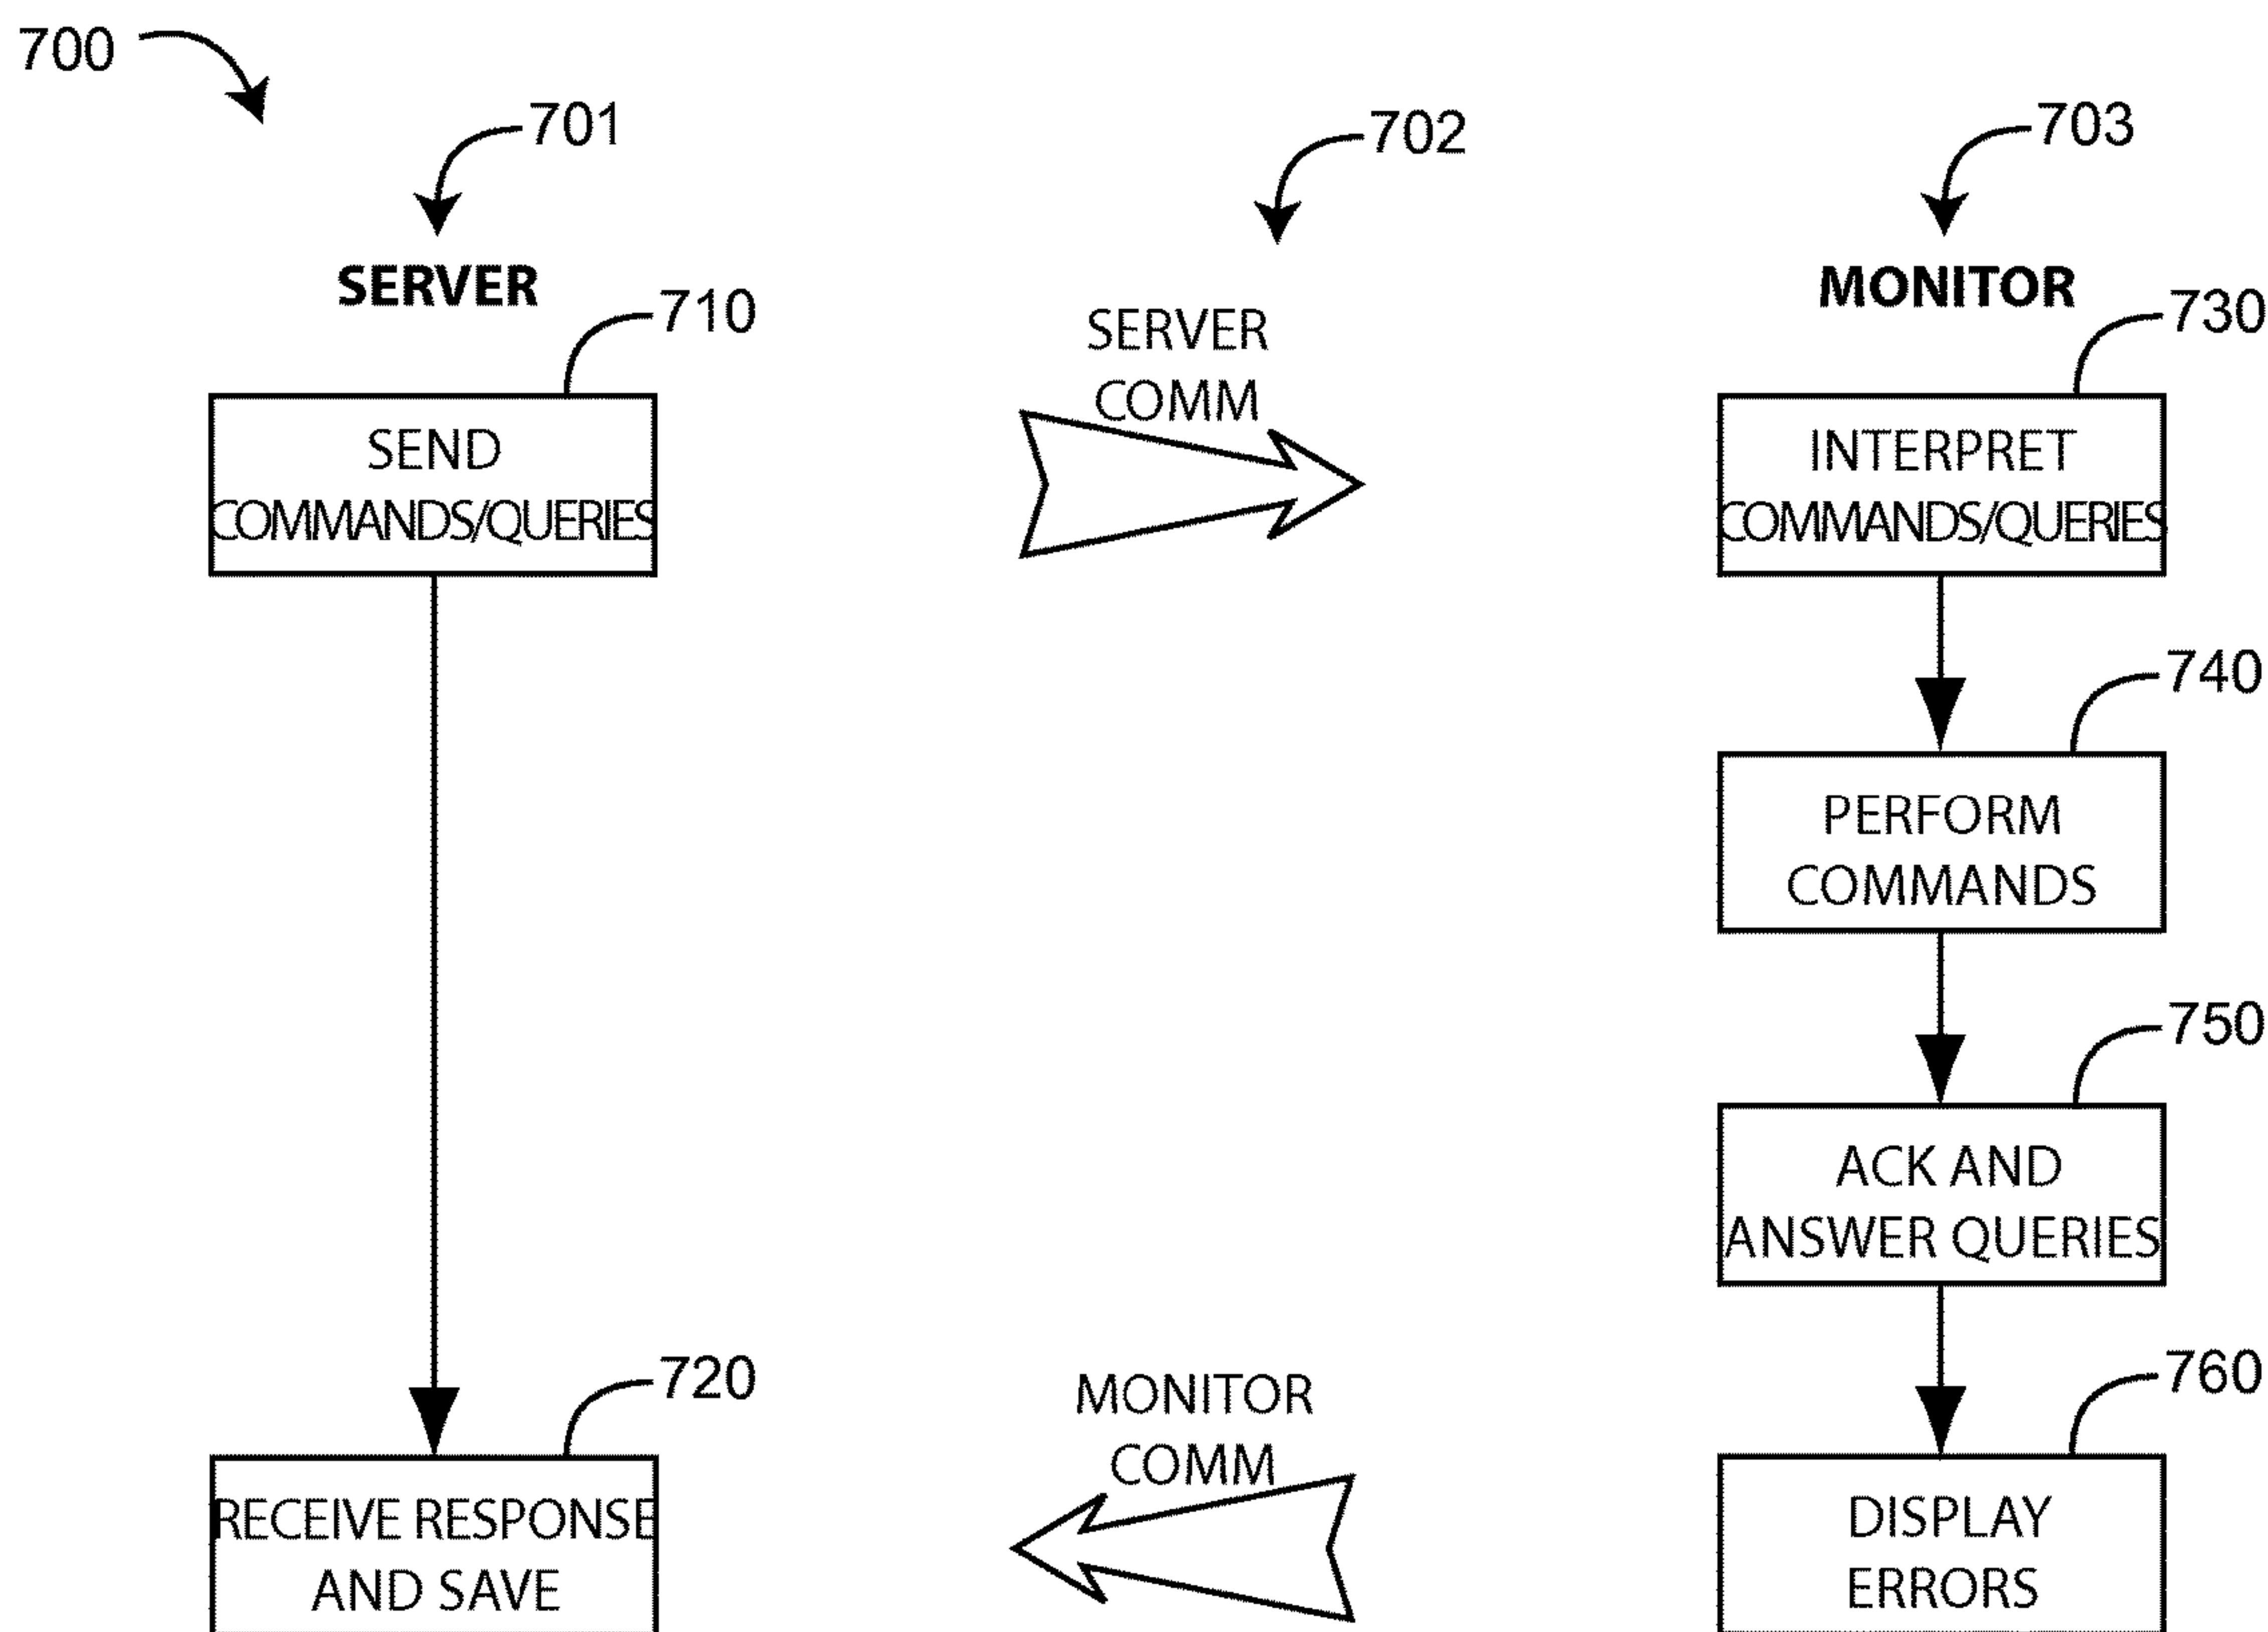 700
701
702
703
SERVER
MONITOR
710
SERVER
COMM
730
SEND
COMMANDS/QUERIES
INTERPRET
COMMANDS/QUERIES
740
PERFORM
COMMANDS
750
ACK AND
ANSWER QUERIES
720
MONITOR
COMM
760
RECEIVE RESPONSE
AND SAVE
DISPLAY
ERRORS